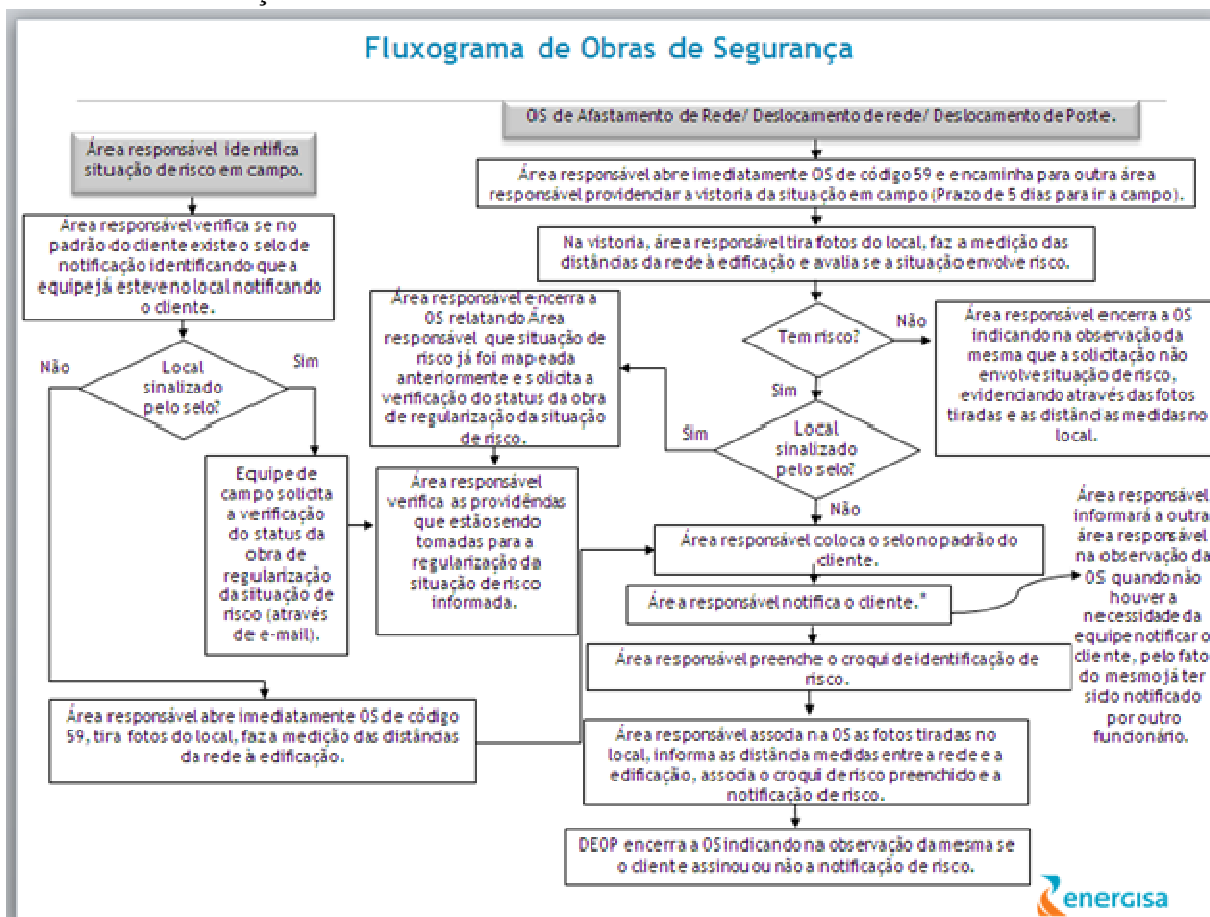 Fluxograma de Obras de Segurança
OS de Afastamento de Rede/ Deslocamento de rede/ Deslocamento de Poste.
Área responsável identifica
situação de risco em campo.
Área responsável abre imediatamente OS de código 59 e encaminha para outra área
responsável providenciar a vistoria da situação em campo (Prazo de 5 dias para ir a campo).
Área responsável verifica se no
padrão do cliente existe o selo de
notificação identificando que a
equipe já esteve no local notificando
o cliente.
Na vistoria, área responsável tira fotos do local, faz a medição das
distâncias da rede à edificação e avalia se a situação envolve risco.
Área responsável encerra a
OS relatando Área
responsável que situação de
risco já foi mapeada
anteriormente e solicita a
verificação do status da obra
de regularização da situação
de risco.
Tem risco?
Não
Área responsável encerra a OS
indicando na observação da
mesma que a solicitação não
envolve situação de risco,
evidenciando através das fotos
tiradas e as distâncias medidas no
local.
Não
Local
sinalizado
pelo selo?
Sim
Sim
Sim
Local
sinalizado
pelo selo?
Não
Equipe de
campo solicita
a verificação
do status da
obra de
regularização
da situação de
risco (através
de e-mail).
Área responsável
verifica as providências
que estão sendo
tomadas para a
regularização da
situação de risco
informada.
Área responsável coloca o selo no padrão do
cliente.
Área responsável notifica o cliente.*
Área responsável
informará a outra
área responsável
na observação da
OS quando não
houver a
necessidade da
equipe notificar o
cliente, pelo fato
do mesmo já ter
sido notificado
por outro
funcionário.
Área responsável preenche o croqui de identificação de
risco.
Área responsável abre imediatamente OS de código
59, tira fotos do local, faz a medição das distâncias
da rede à edificação.
Área responsável associa na OS as fotos tiradas no
local, informa as distância medidas entre a rede e a
edificação, associa o croqui de risco preenchido e a
notificação de risco.
DEOP encerra a OS indicando na observação da mesma se
o cliente assinou ou não a notificação de risco.
energisa